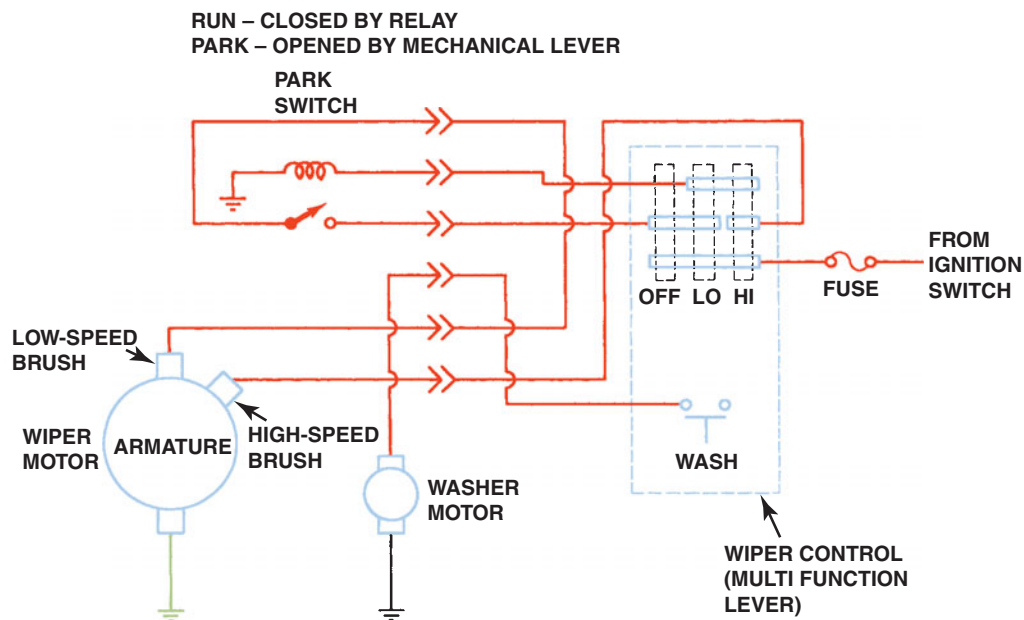 RUN – CLOSED BY RELAY
PARK – OPENED BY MECHANICAL LEVER
PARK
SWITCH
OFF LO HI
FUSE
FROM
IGNITION
SWITCH
LOW-SPEED
BRUSH
WIPER
MOTOR
ARMATURE
HIGH-SPEED
BRUSH
WASHER
MOTOR
WASH
WIPER CONTROL
(MULTI FUNCTION
LEVER)